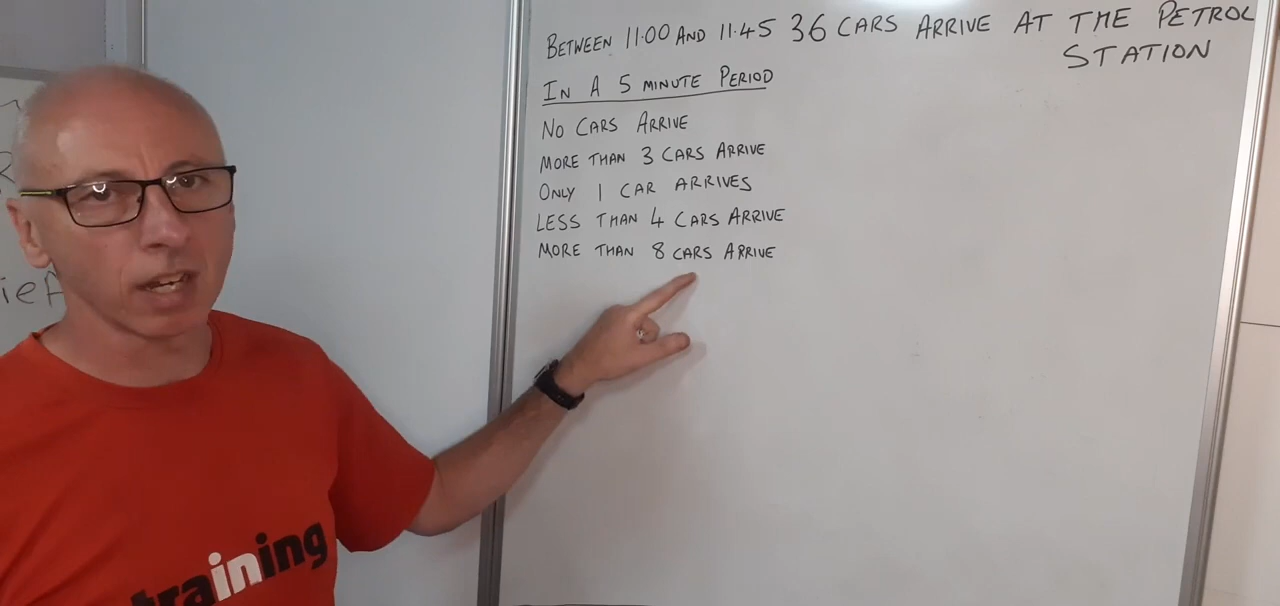 BETWEEN 11.00 AND 11.45 36 CARS ARRIVE AT THE PETROL
STATION
IN A 5 MINUTE PERIOD
NO CARS ARRIVE
MORE THAN 3 CARS ARRIVE
ONLY 1 CAR ARRIVES
LESS THAN 4 CARS ARRIVE
MORE THAN 8 CARS ARRIVE
training